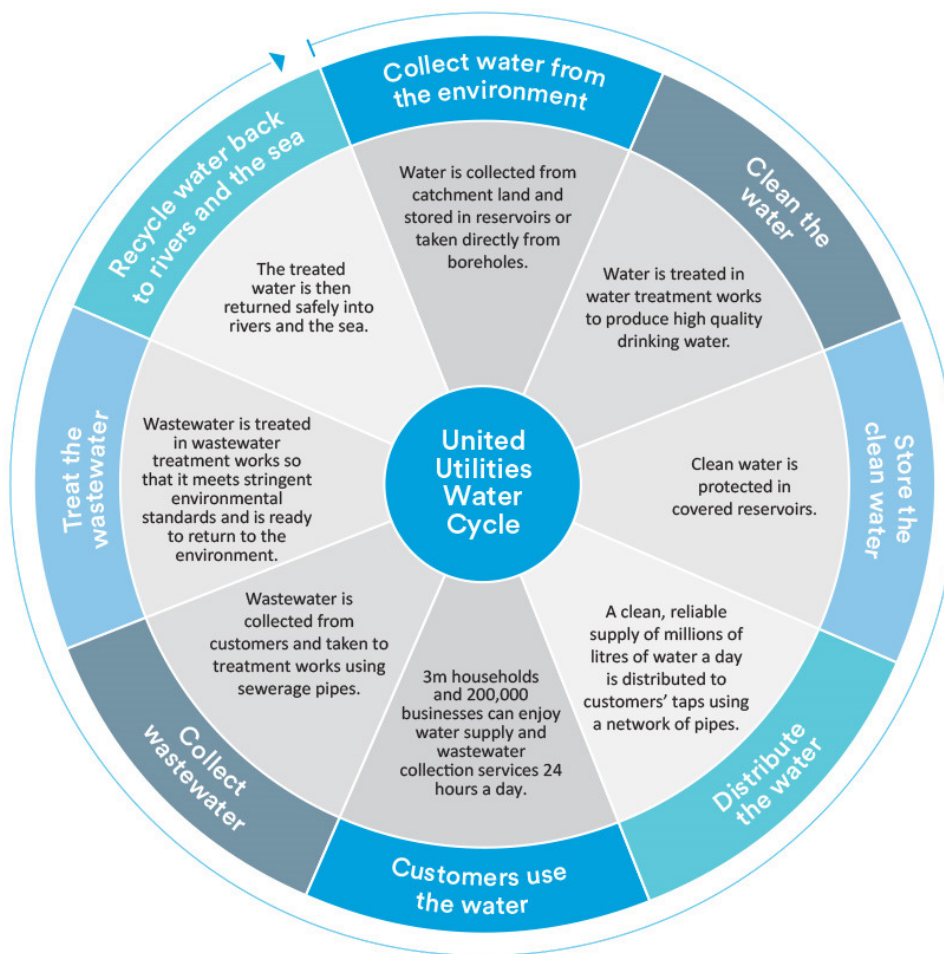 Collect water from
the environment
Water is collected from
catchment land and
stored in reservoirs or
taken directly from
boreholes.
Clean the
water
Water is treated in
water treatment works
to produce high quality
drinking water.
Store the
clean water
Clean water is
protected in
covered reservoirs.
Distribute
the water
A clean, reliable
supply of millions of
litres of water a day
is distributed to
customers’ taps using
a network of pipes.
Customers use
the water
3m households
and 200,000
businesses can enjoy
water supply and
wastewater
collection services 24
hours a day.
Collect
wastewater
Wastewater is
collected from
customers and taken to
treatment works using
sewerage pipes.
Treat the
wastewater
Wastewater is treated
in wastewater
treatment works so
that it meets stringent
environmental
standards and is ready
to return to the
environment.
Recycle water back
to rivers and the sea
The treated
water is then
returned safely into
rivers and the sea.
United
Utilities
Water
Cycle